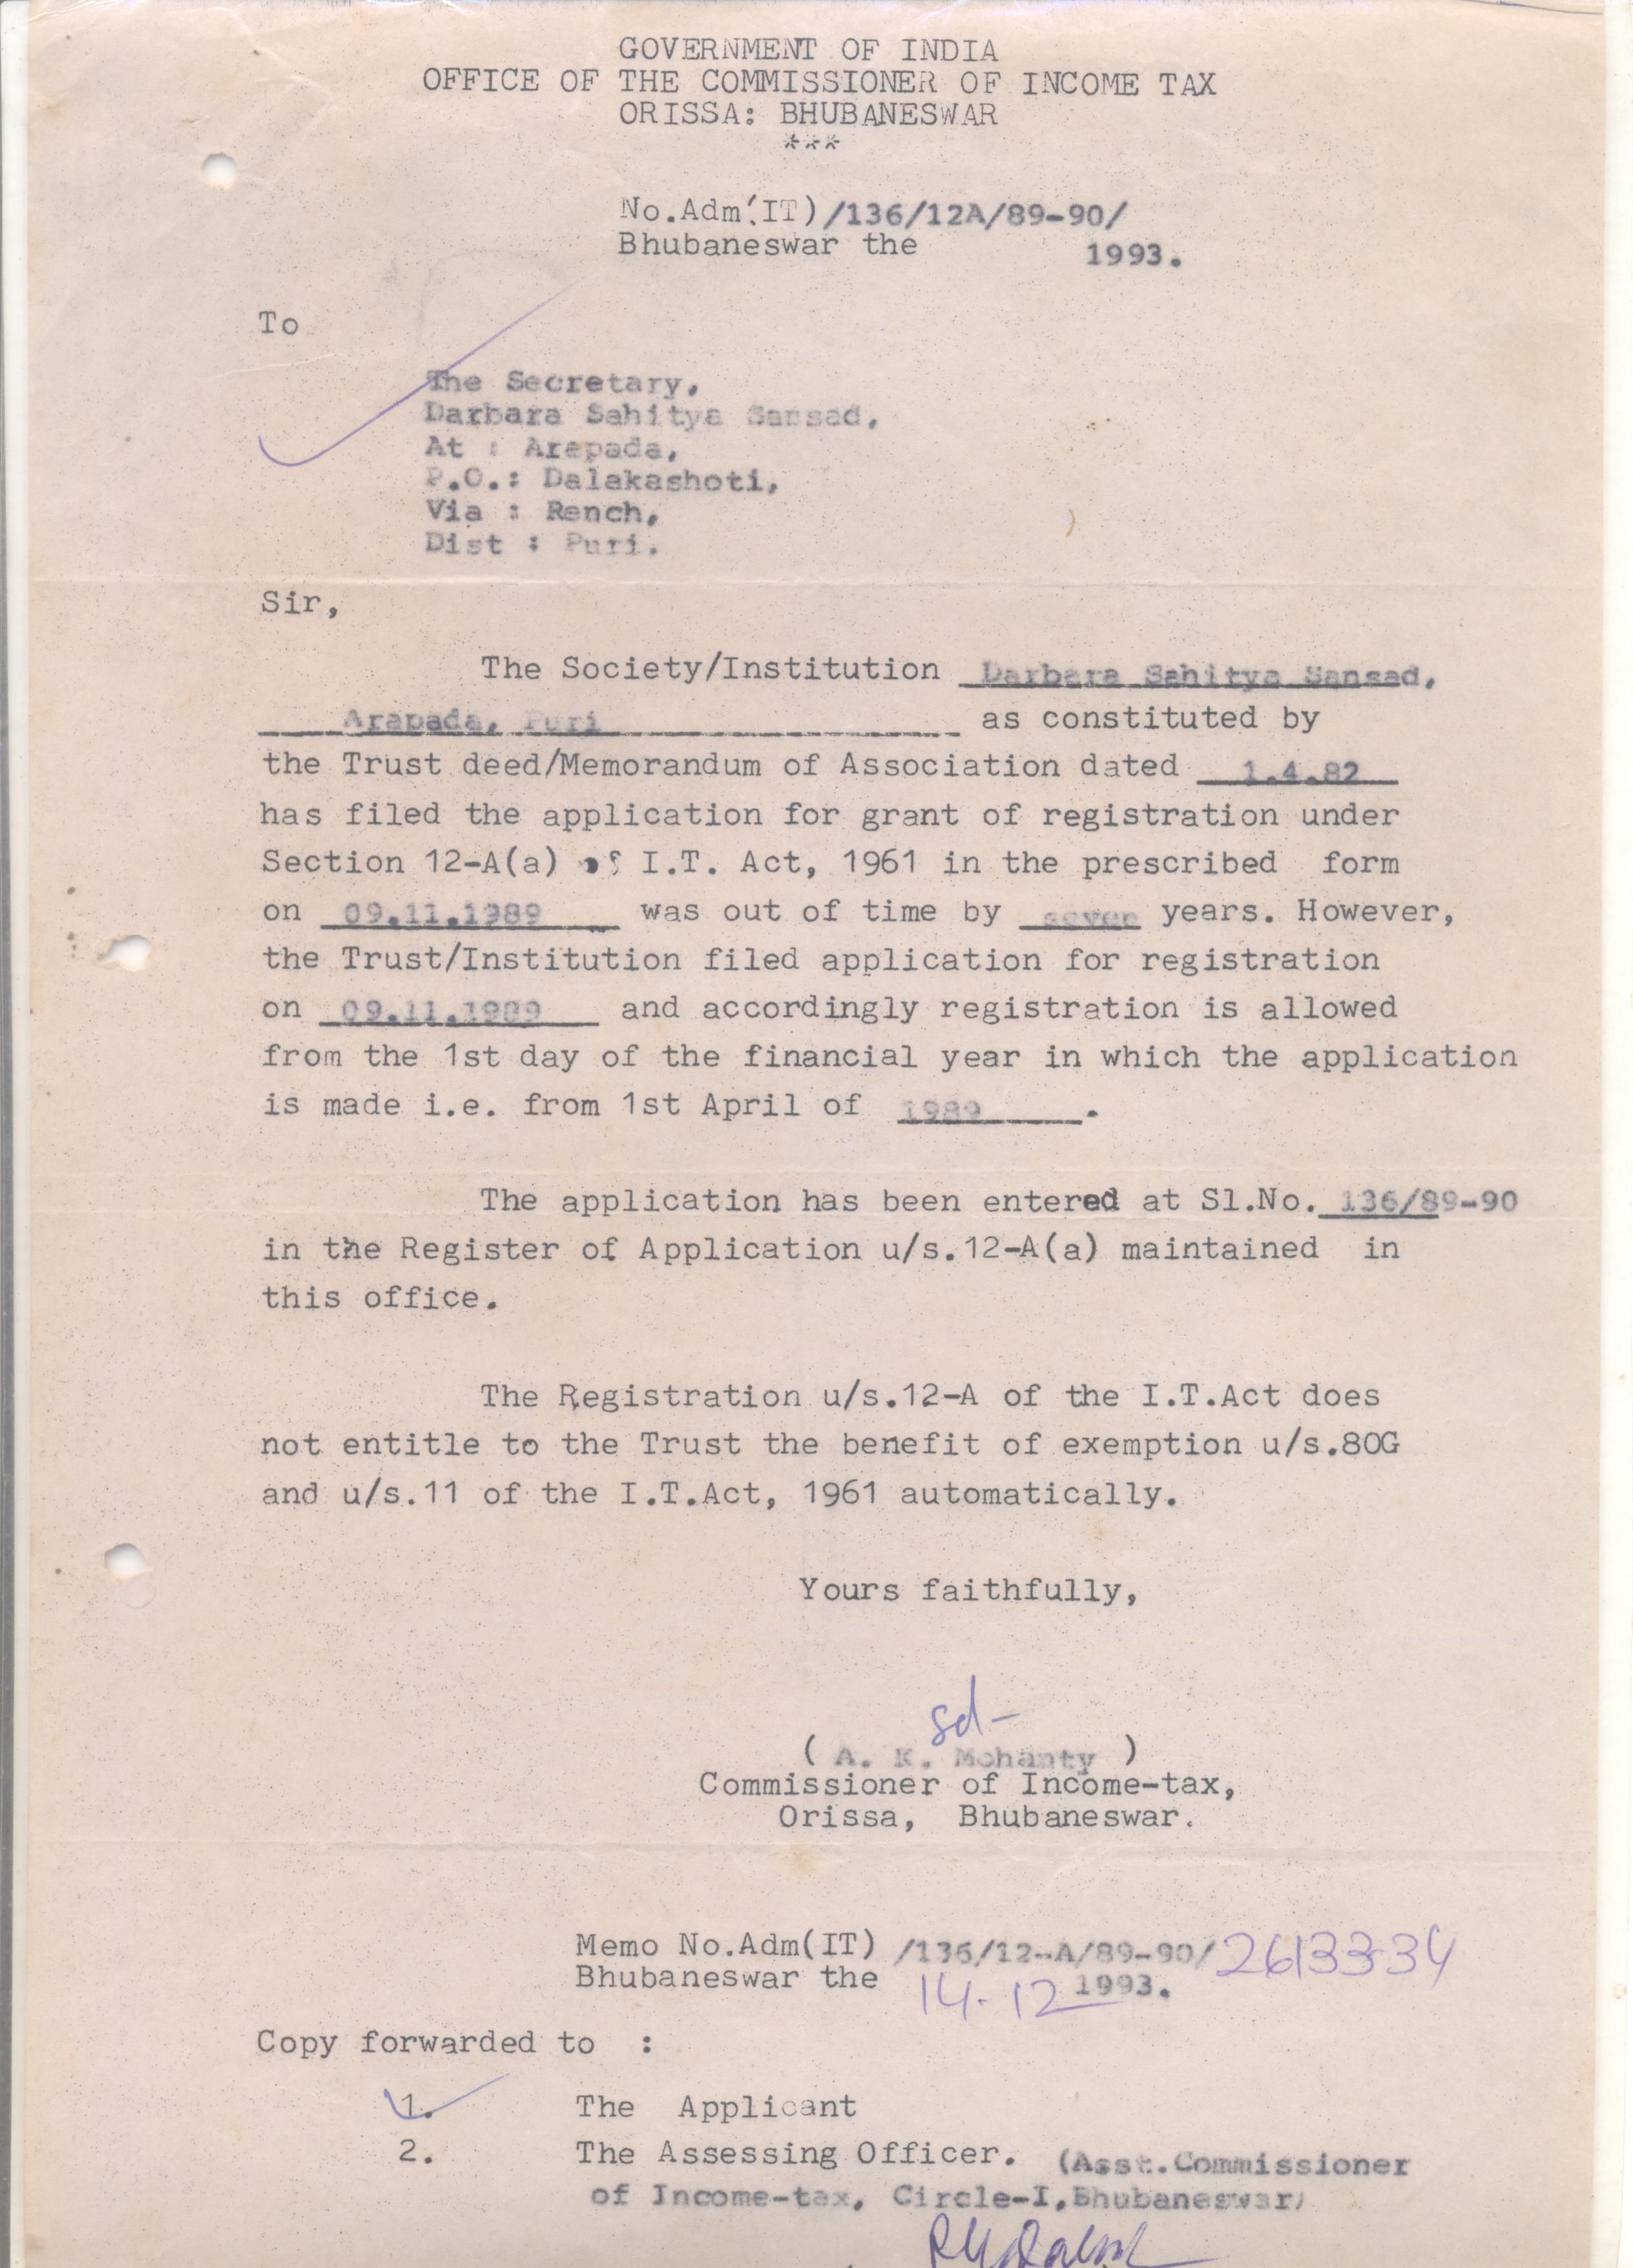 GOVERNMENT OF INDIA
OFFICE OF THE COMMISSIONER OF INCOME TAX
ORISSA: BHUBANESWAR
***
No.Adm(IT)/136/12A/89-90/
Bhubaneswar the 1993.
To
The Secretary,
Darbara Sahitya Sansad,
At : Arepada,
P.O.: Dalakashoti,
Via : Rench,
Dist : Puri.
Sir,
The Society/Institution Darbara Sahitya Sansad,
Arapada, Puri as constituted by
the Trust deed/Memorandum of Association dated 1.4.82
has filed the application for grant of registration under
Section 12-A(a) of I.T. Act, 1961 in the prescribed form
on 09.11.1989 was out of time by seven years. However,
the Trust/Institution filed application for registration
on 09.11.1989 and accordingly registration is allowed
from the 1st day of the financial year in which the application
is made i.e. from 1st April of 1989.
The application has been entered at Sl.No. 136/89-90
in the Register of Application u/s.12-A(a) maintained in
this office.
The Registration u/s.12-A of the I.T.Act does
not entitle to the Trust the benefit of exemption u/s.80G
and u/s.11 of the I.T.Act, 1961 automatically.
Yours faithfully,
sd-
( A. K. Mohanty )
Commissioner of Income-tax,
Orissa, Bhubaneswar.
Memo No.Adm(IT) /136/12-A/89-90/26133-34
Bhubaneswar the 14-12 1993.
Copy forwarded to :
1. The Applicant
2. The Assessing Officer. (Asst.Commissioner
of Income-tax, Circle-I,Bhubaneswar)